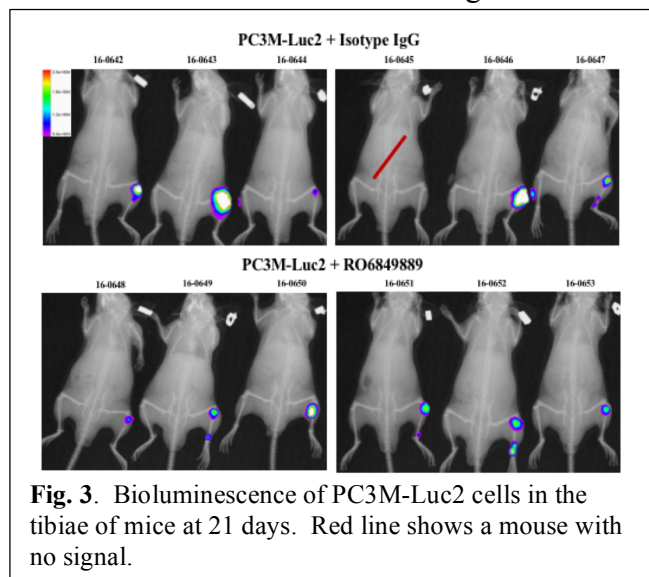 PC3M-Luc2 + Isotype IgG
16-0642 16-0643 16-0644 16-0645 16-0646 16-0647
PC3M-Luc2 + RO6849889
16-0648 16-0649 16-0650 16-0651 16-0652 16-0653
Fig. 3. Bioluminescence of PC3M-Luc2 cells in the
tibiae of mice at 21 days. Red line shows a mouse with
no signal.